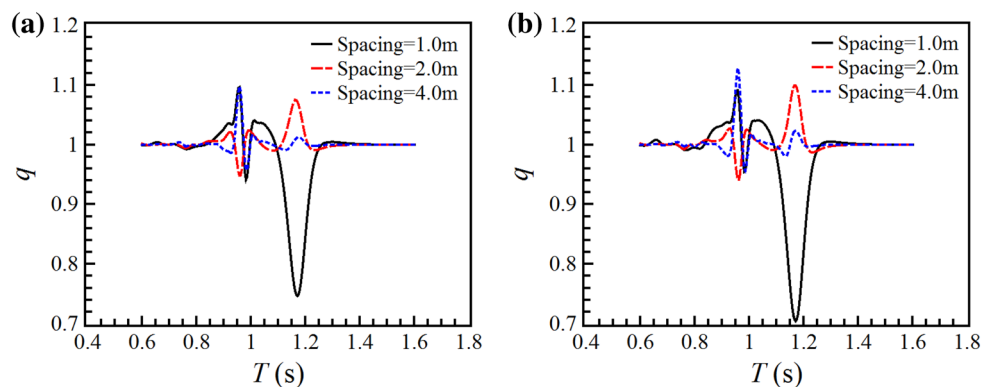 (a)
1.2
1.1
1
0.9
0.8
0.7
q
0.4 0.6 0.8 1 1.2 1.4 1.6 1.8
T (s)
Spacing=1.0m
Spacing=2.0m
Spacing=4.0m
(b)
1.2
1.1
1
0.9
0.8
0.7
q
0.4 0.6 0.8 1 1.2 1.4 1.6 1.8
T (s)
Spacing=1.0m
Spacing=2.0m
Spacing=4.0m